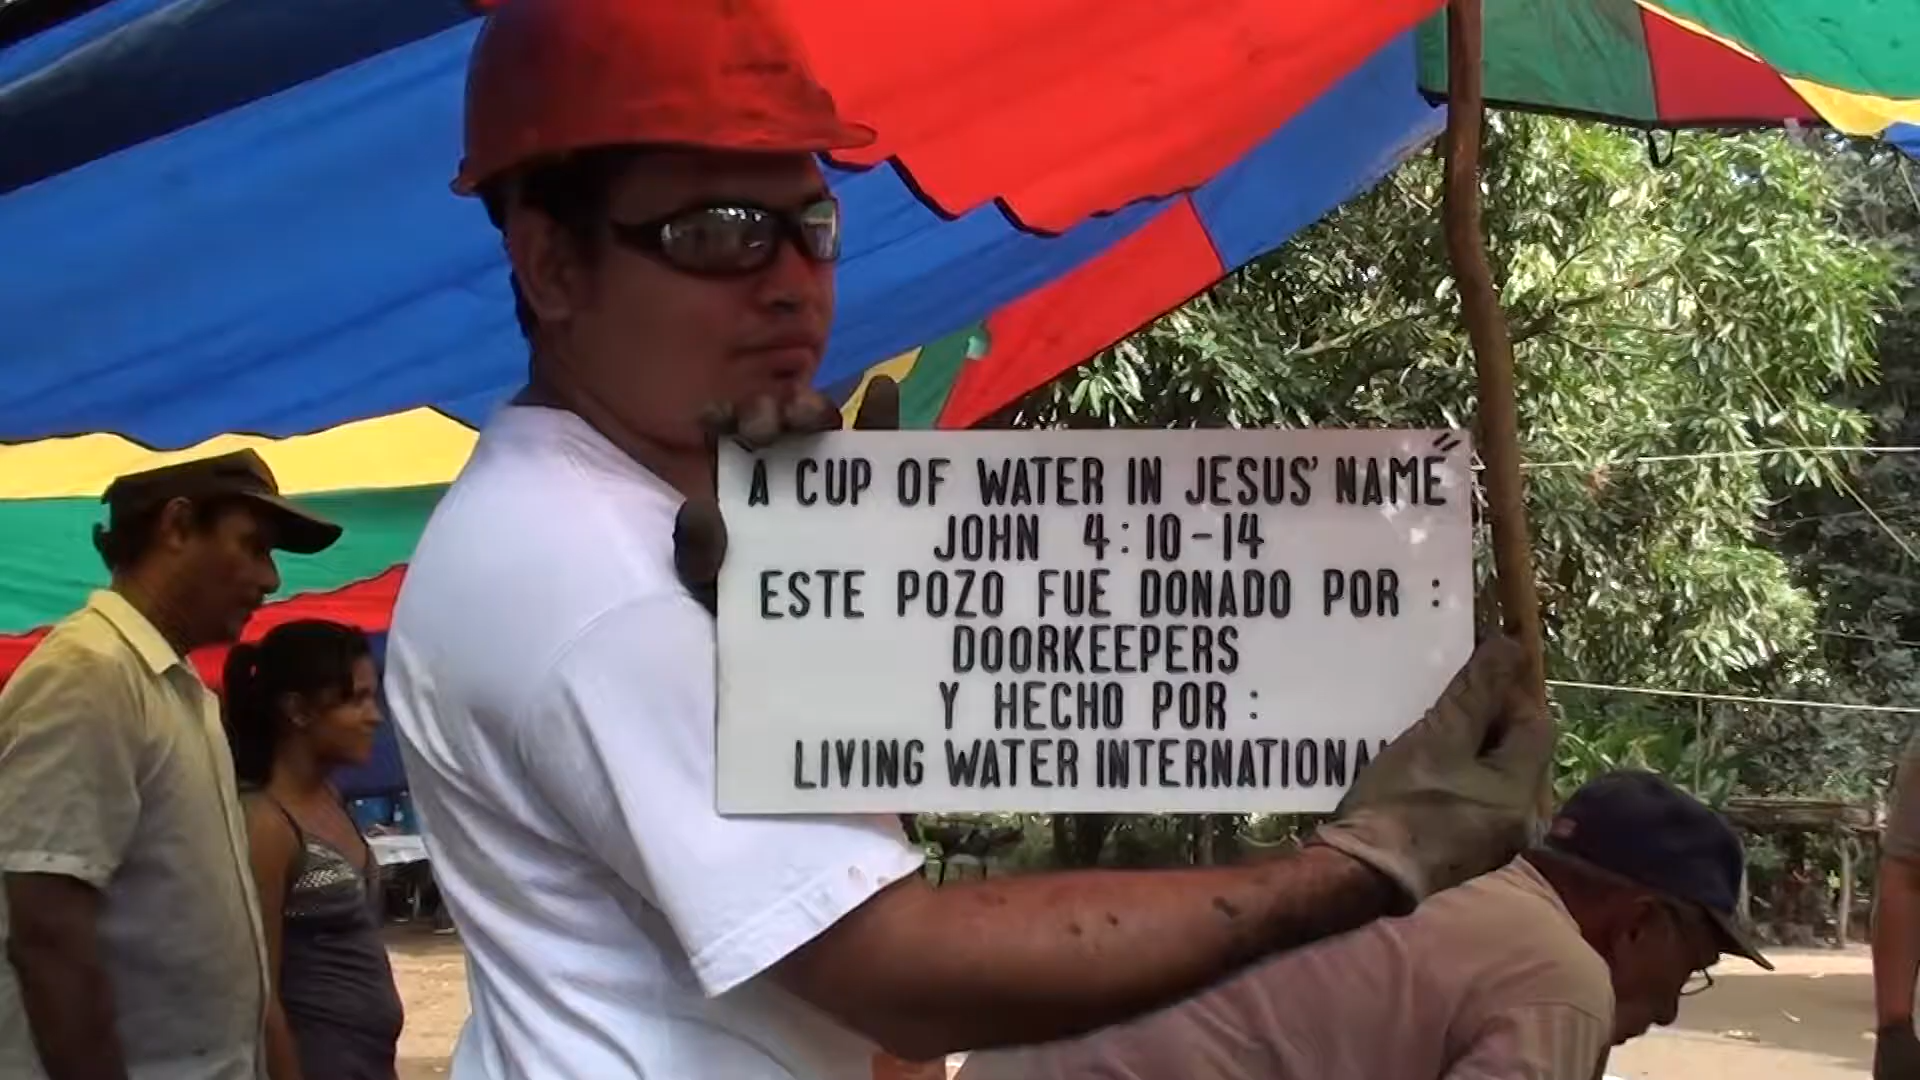 A CUP OF WATER IN JESUS' NAME"
JOHN 4:10-14
ESTE POZO FUE DONADO POR :
DOORKEEPERS
Y HECHO POR :
LIVING WATER INTERNATIONAL